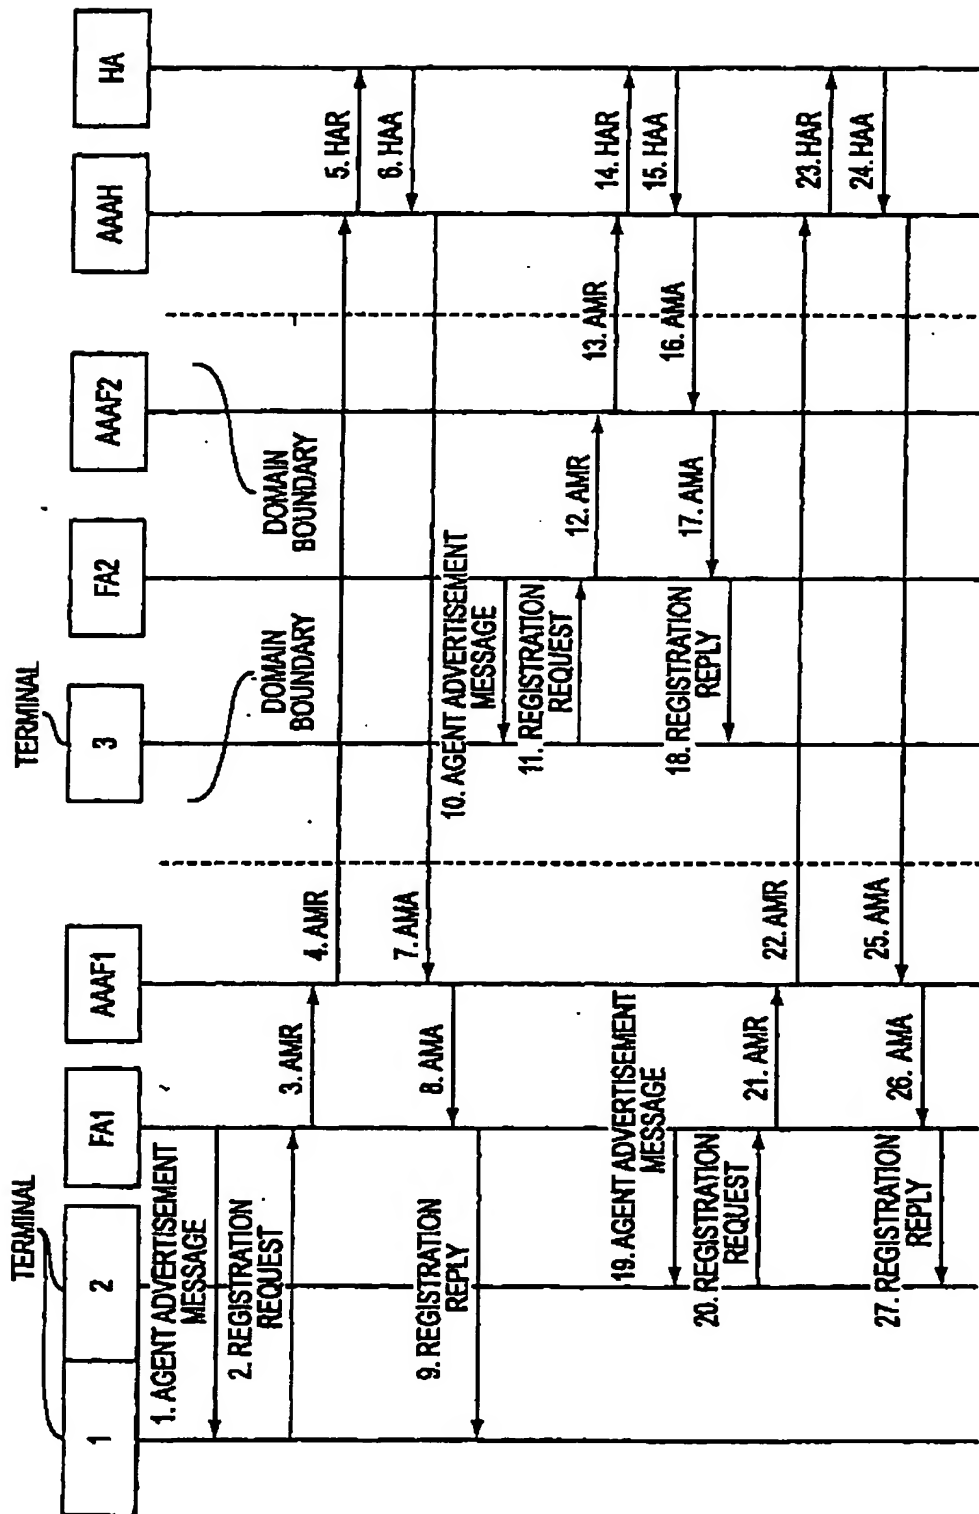 TERMINAL
TERMINAL
1
2
FA1
AAAF1
3
FA2
AAAF2
AAAH
HA
DOMAIN
BOUNDARY
DOMAIN
BOUNDARY
1. AGENT ADVERTISEMENT
MESSAGE
2. REGISTRATION
REQUEST
3. AMR
4. AMR
5. HAR
6. HAA
7. AMA
8. AMA
9. REGISTRATION
REPLY
10. AGENT ADVERTISEMENT
MESSAGE
11. REGISTRATION
REQUEST
12. AMR
13. AMR
14. HAR
15. HAA
16. AMA
17. AMA
18. REGISTRATION
REPLY
19. AGENT ADVERTISEMENT
MESSAGE
20. REGISTRATION
REQUEST
21. AMR
22. AMR
23. HAR
24. HAA
25. AMA
26. AMA
27. REGISTRATION
REPLY